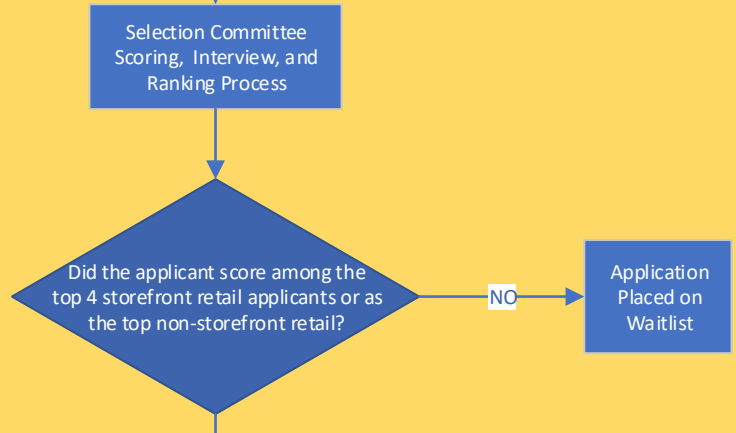 Selection Committee
Scoring, Interview, and
Ranking Process
Did the applicant score among the
top 4 storefront retail applicants or as
the top non-storefront retail?
NO
Application
Placed on
Waitlist